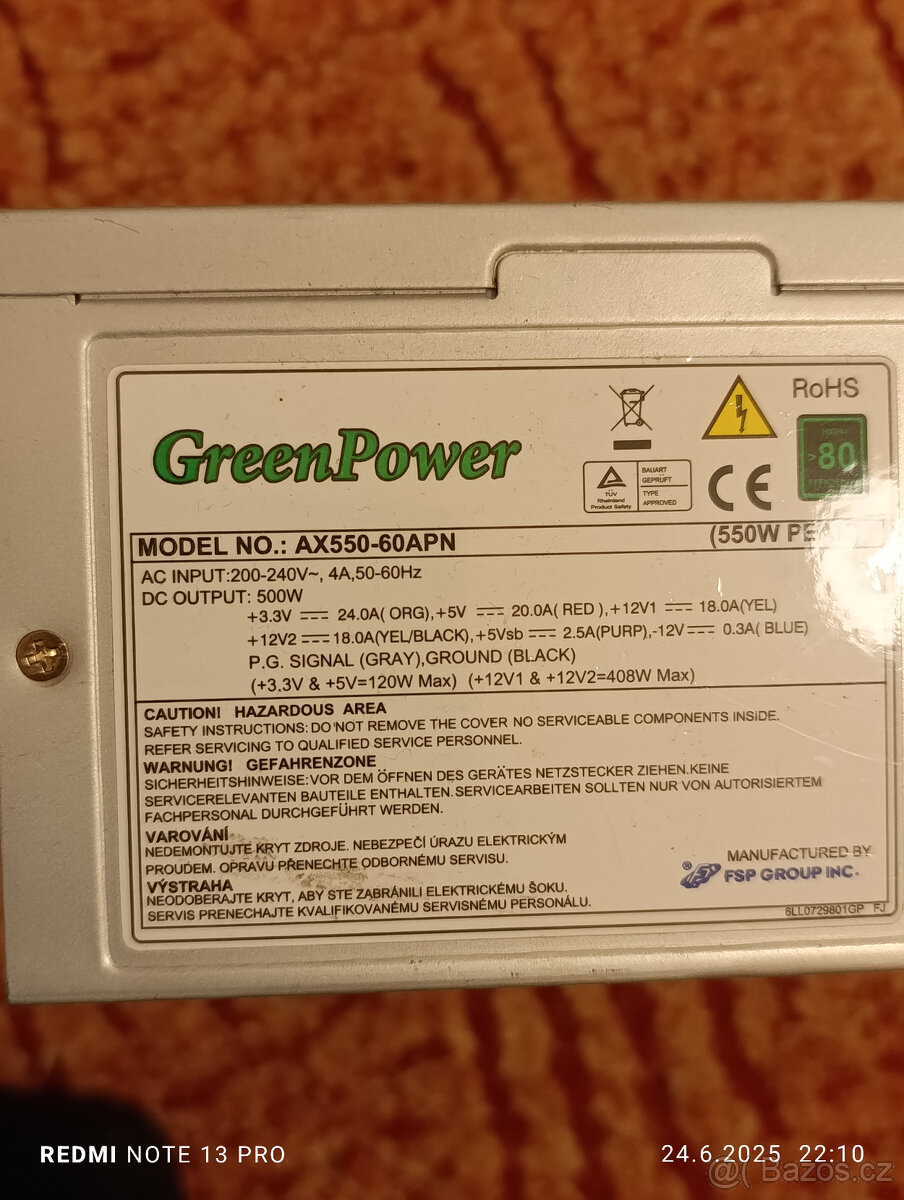 RoHS
HIGH
>80
EFFICIENCY
GreenPower
TÜV
Rheinland
Product Safety
BAUART
GEPRÜFT
TYPE
APPROVED
CE
MODEL NO.: AX550-60APN (550W
AC INPUT:200-240V~, 4A,50-60Hz
DC OUTPUT: 500W
+3.3V ⎓ 24.0A( ORG),+5V ⎓ 20.0A( RED ),+12V1 ⎓ 18.0A(YEL)
+12V2 ⎓ 18.0A(YEL/BLACK),+5Vsb ⎓ 2.5A(PURP),-12V ⎓ 0.3A( BLUE)
P.G. SIGNAL (GRAY),GROUND (BLACK)
(+3.3V & +5V=120W Max) (+12V1 & +12V2=408W Max)
CAUTION! HAZARDOUS AREA
SAFETY INSTRUCTIONS: DO NOT REMOVE THE COVER NO SERVICEABLE COMPONENTS INSIDE.
REFER SERVICING TO QUALIFIED SERVICE PERSONNEL.
WARNUNG! GEFAHRENZONE
SICHERHEITSHINWEISE: VOR DEM ÖFFNEN DES GERÄTES NETZSTECKER ZIEHEN.KEINE
SERVICERELEVANTEN BAUTEILE ENTHALTEN. SERVICEARBEITEN SOLLTEN NUR VON AUTORISIERTEM
FACHPERSONAL DURCHGEFÜHRT WERDEN.
VAROVÁNÍ
NEDEMONTUJTE KRYT ZDROJE. NEBEZPEČÍ ÚRAZU ELEKTRICKÝM
PROUDEM. OPRAVU PŘENECHTE ODBORNÉMU SERVISU.
VÝSTRAHA
NEODOBERAJTE KRYT, ABY STE ZABRÁNILI ELEKTRICKÉMU ŠOKU.
SERVIS PRENECHAJTE KVALIFIKOVANÉMU SERVISNÉMU PERSONÁLU.
MANUFACTURED BY
® FSP GROUP INC.
6LL0729801GP FJ
REDMI NOTE 13 PRO
24.6.2025 22:10
@( Bazos.cz